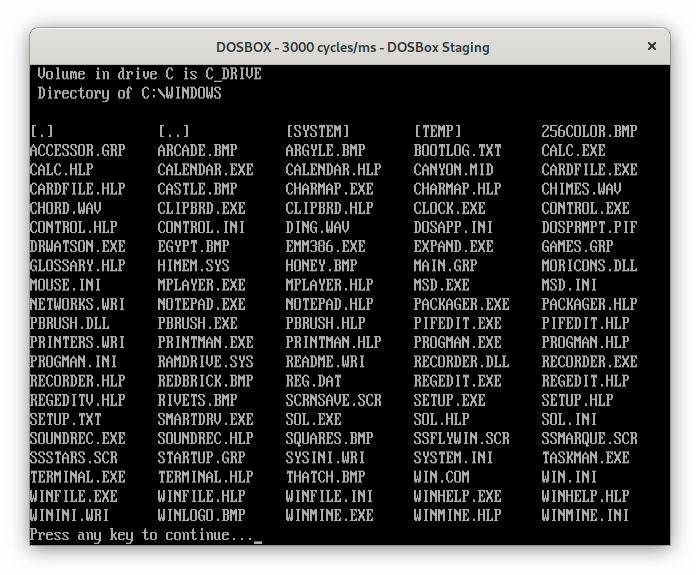 DOSBOX - 3000 cycles/ms - DOSBox Staging ×
Volume in drive C is C_DRIVE
Directory of C:\WINDOWS
[.] [..] [SYSTEM] [TEMP] 256COLOR.BMP
ACCESSOR.GRP ARCADE.BMP ARGYLE.BMP BOOTLOG.TXT CALC.EXE
CALC.HLP CALENDAR.EXE CALENDAR.HLP CANYON.MID CARDFILE.EXE
CARDFILE.HLP CASTLE.BMP CHARMAP.EXE CHARMAP.HLP CHIMES.WAV
CHORD.WAV CLIPBRD.EXE CLIPBRD.HLP CLOCK.EXE CONTROL.EXE
CONTROL.HLP CONTROL.INI DING.WAV DOSAPP.INI DOSPRMPT.PIF
DRWATSON.EXE EGYPT.BMP EMM386.EXE EXPAND.EXE GAMES.GRP
GLOSSARY.HLP HIMEM.SYS HONEY.BMP MAIN.GRP MORICONS.DLL
MOUSE.INI MPLAYER.EXE MPLAYER.HLP MSD.EXE MSD.INI
NETWORKS.WRI NOTEPAD.EXE NOTEPAD.HLP PACKAGER.EXE PACKAGER.HLP
PBRUSH.DLL PBRUSH.EXE PBRUSH.HLP PIFEDIT.EXE PIFEDIT.HLP
PRINTERS.WRI PRINTMAN.EXE PRINTMAN.HLP PROGMAN.EXE PROGMAN.HLP
PROGMAN.INI RAMDRIVE.SYS README.WRI RECORDER.DLL RECORDER.EXE
RECORDER.HLP REDBRICK.BMP REG.DAT REGEDIT.EXE REGEDIT.HLP
REGEDITV.HLP RIVETS.BMP SCRNSAVE.SCR SETUP.EXE SETUP.HLP
SETUP.TXT SMARTDRV.EXE SOL.EXE SOL.HLP SOL.INI
SOUNDREC.EXE SOUNDREC.HLP SQUARES.BMP SSFLYWIN.SCR SSMARQUE.SCR
SSSTARS.SCR STARTUP.GRP SYSINI.WRI SYSTEM.INI TASKMAN.EXE
TERMINAL.EXE TERMINAL.HLP THATCH.BMP WIN.COM WIN.INI
WINFILE.EXE WINFILE.HLP WINFILE.INI WINHELP.EXE WINHELP.HLP
WININI.WRI WINLOGO.BMP WINMINE.EXE WINMINE.HLP WINMINE.INI
Press any key to continue..._